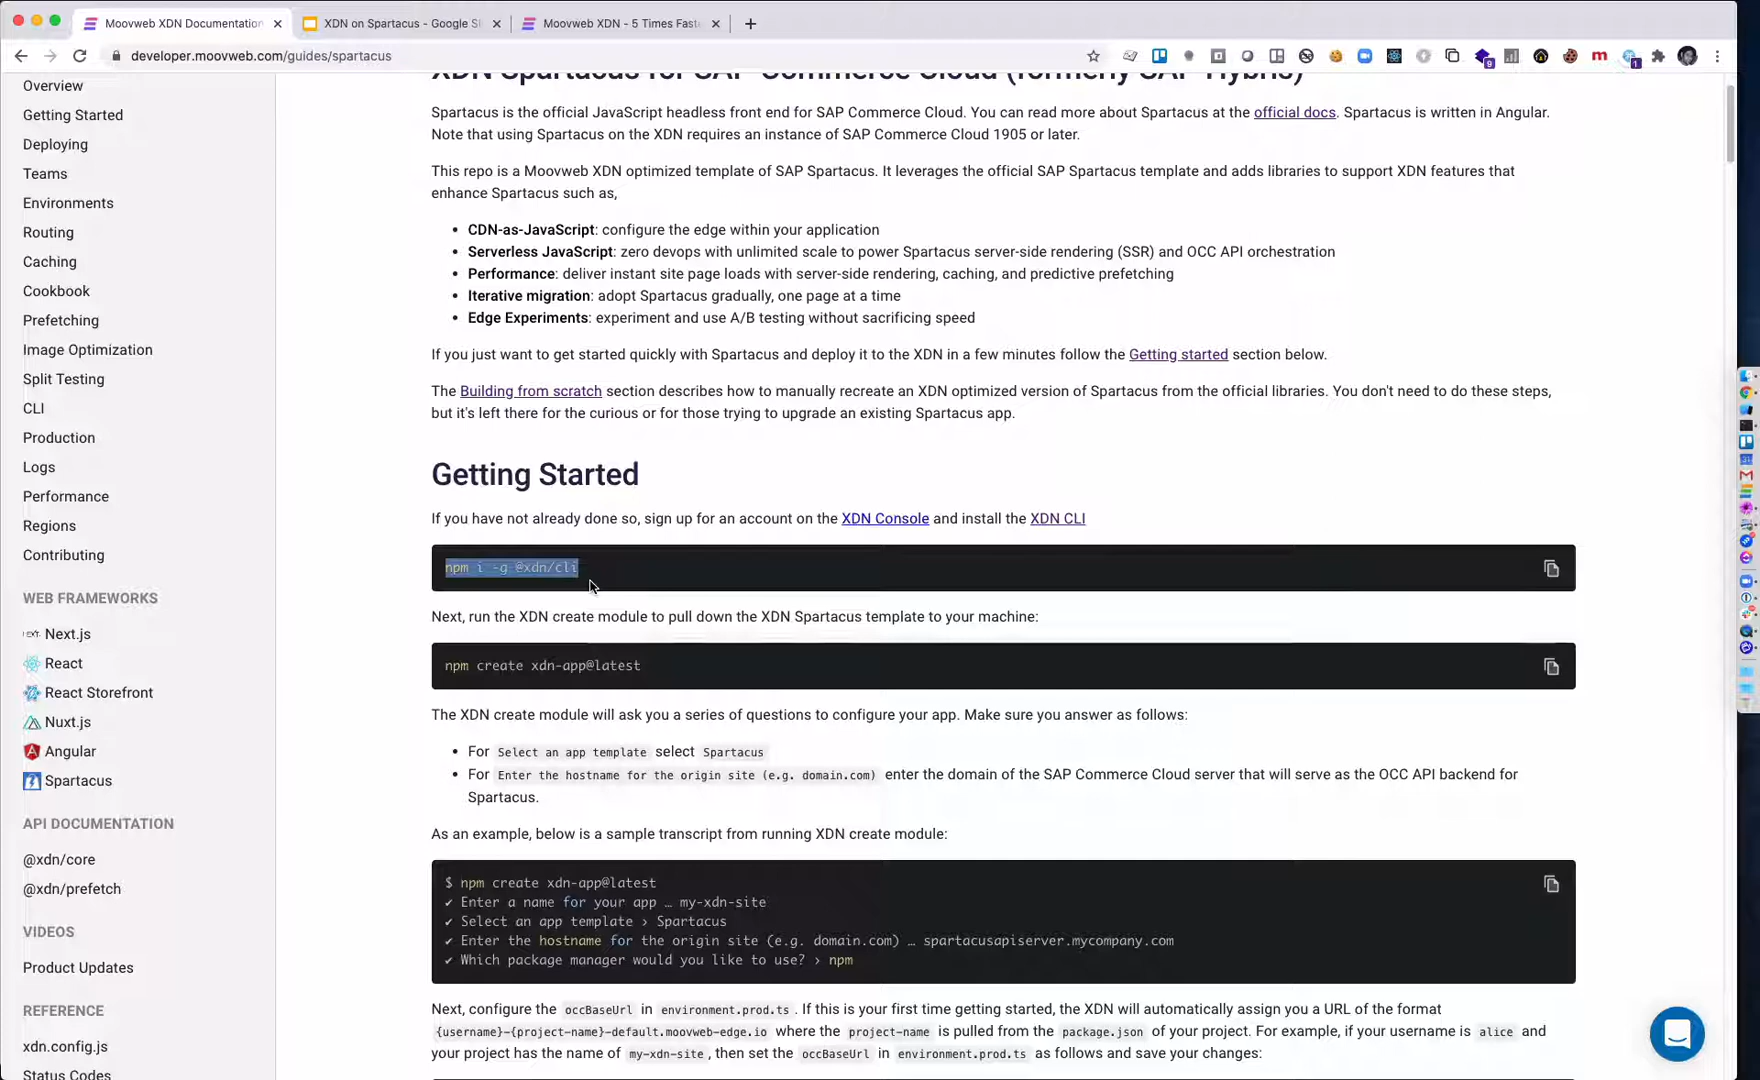 Moovweb XDN Documentation
XDN on Spartacus - Google Sl
Moovweb XDN - 5 Times Faste
developer.moovweb.com/guides/spartacus
Overview
Getting Started
Deploying
Teams
Environments
Routing
Caching
Cookbook
Prefetching
Image Optimization
Split Testing
CLI
Production
Logs
Performance
Regions
Contributing
WEB FRAMEWORKS
Next.js
React
React Storefront
Nuxt.js
Angular
Spartacus
API DOCUMENTATION
@xdn/core
@xdn/prefetch
VIDEOS
Product Updates
REFERENCE
xdn.config.js
Status Codes
XDN Spartacus for SAP Commerce Cloud (formerly SAP Hybris)
Spartacus is the official JavaScript headless front end for SAP Commerce Cloud. You can read more about Spartacus at the official docs. Spartacus is written in Angular.
Note that using Spartacus on the XDN requires an instance of SAP Commerce Cloud 1905 or later.
This repo is a Moovweb XDN optimized template of SAP Spartacus. It leverages the official SAP Spartacus template and adds libraries to support XDN features that
enhance Spartacus such as,
• CDN-as-JavaScript: configure the edge within your application
• Serverless JavaScript: zero devops with unlimited scale to power Spartacus server-side rendering (SSR) and OCC API orchestration
• Performance: deliver instant site page loads with server-side rendering, caching, and predictive prefetching
• Iterative migration: adopt Spartacus gradually, one page at a time
• Edge Experiments: experiment and use A/B testing without sacrificing speed
If you just want to get started quickly with Spartacus and deploy it to the XDN in a few minutes follow the Getting started section below.
The Building from scratch section describes how to manually recreate an XDN optimized version of Spartacus from the official libraries. You don't need to do these steps,
but it's left there for the curious or for those trying to upgrade an existing Spartacus app.
Getting Started
If you have not already done so, sign up for an account on the XDN Console and install the XDN CLI
npm i -g @xdn/cli
Next, run the XDN create module to pull down the XDN Spartacus template to your machine:
npm create xdn-app@latest
The XDN create module will ask you a series of questions to configure your app. Make sure you answer as follows:
• For Select an app template select Spartacus
• For Enter the hostname for the origin site (e.g. domain.com) enter the domain of the SAP Commerce Cloud server that will serve as the OCC API backend for
Spartacus.
As an example, below is a sample transcript from running XDN create module:
$ npm create xdn-app@latest
✔ Enter a name for your app … my-xdn-site
✔ Select an app template › Spartacus
✔ Enter the hostname for the origin site (e.g. domain.com) … spartacusapiserver.mycompany.com
✔ Which package manager would you like to use? › npm
Next, configure the occBaseUrl in environment.prod.ts . If this is your first time getting started, the XDN will automatically assign you a URL of the format
{username}-{project-name}-default.moovweb-edge.io where the project-name is pulled from the package.json of your project. For example, if your username is alice and
your project has the name of my-xdn-site , then set the occBaseUrl in environment.prod.ts as follows and save your changes: